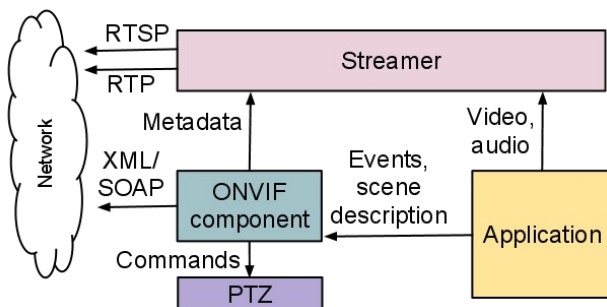 RTSP
RTP
Streamer
Network
Metadata
Video,
audio
XML/
SOAP
ONVIF
component
Events,
scene
description
Application
Commands
PTZ